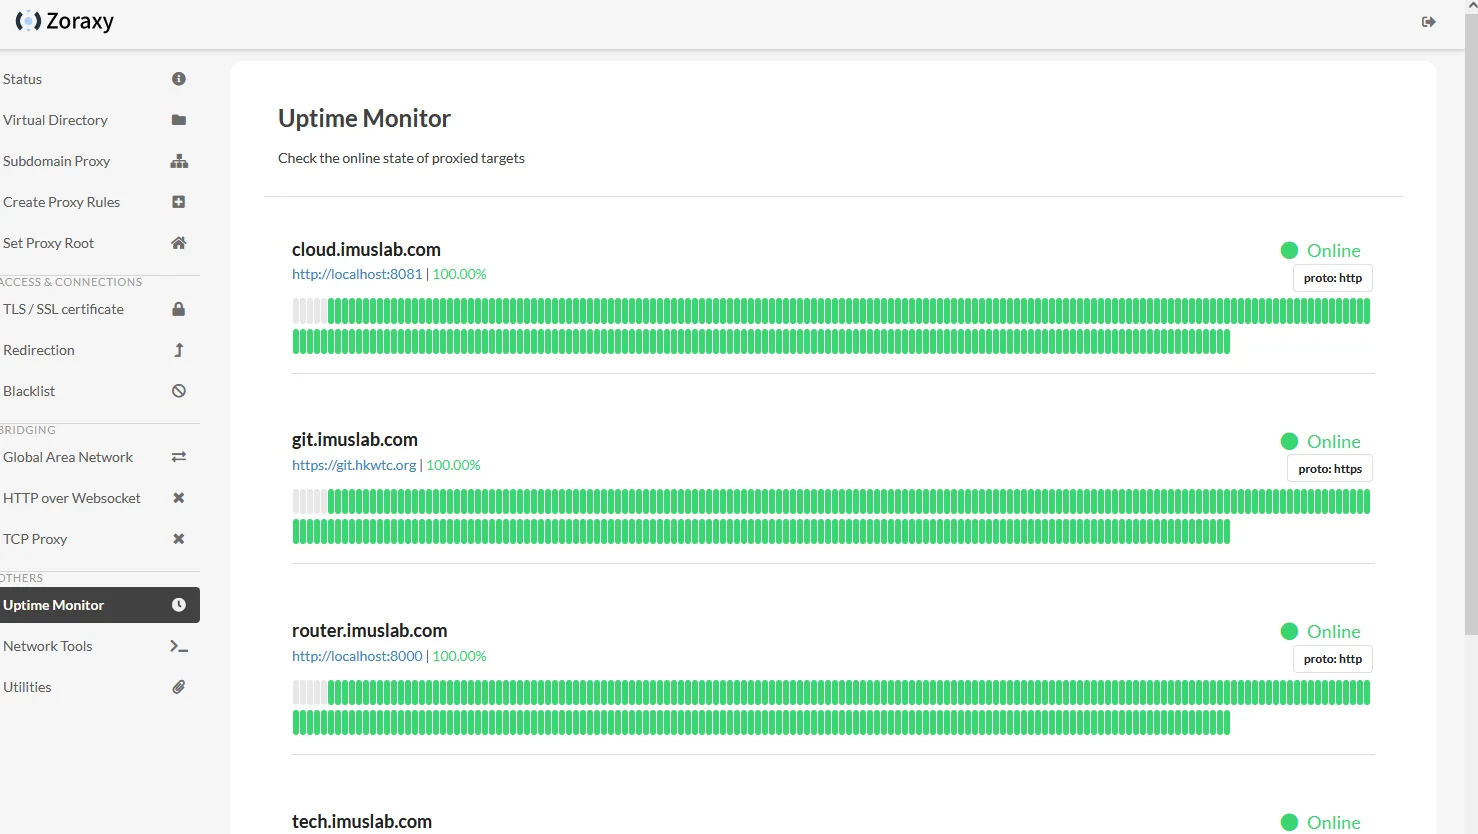 Zoraxy
Status
Virtual Directory
Subdomain Proxy
Create Proxy Rules
Set Proxy Root
ACCESS & CONNECTIONS
TLS / SSL certificate
Redirection
Blacklist
BRIDGING
Global Area Network
HTTP over Websocket
TCP Proxy
OTHERS
Uptime Monitor
Network Tools
Utilities
Uptime Monitor
Check the online state of proxied targets
cloud.imuslab.com
Online
http://localhost:8081 | 100.00%
proto: http
git.imuslab.com
Online
https://git.hkwtc.org | 100.00%
proto: https
router.imuslab.com
Online
http://localhost:8000 | 100.00%
proto: http
tech.imuslab.com
Online